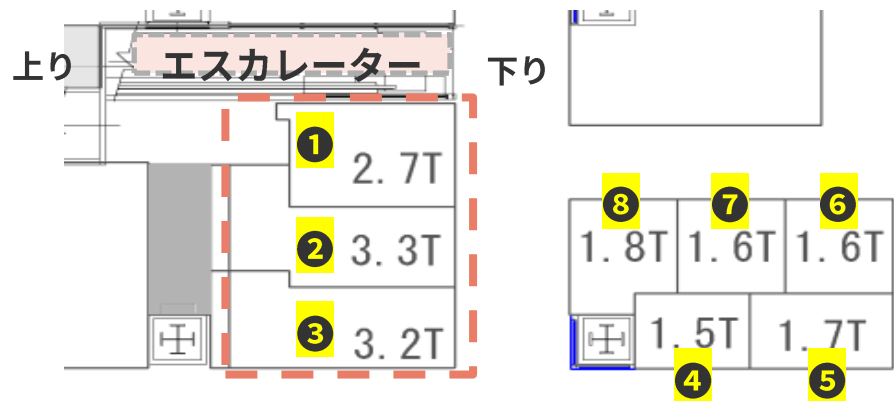 上り
エスカレーター
下り
❶
2.7T
❷
3.3T
❸
3.2T
❽
❼
❻
1.8T
1.6T
1.6T
1.5T
1.7T
❹
❺